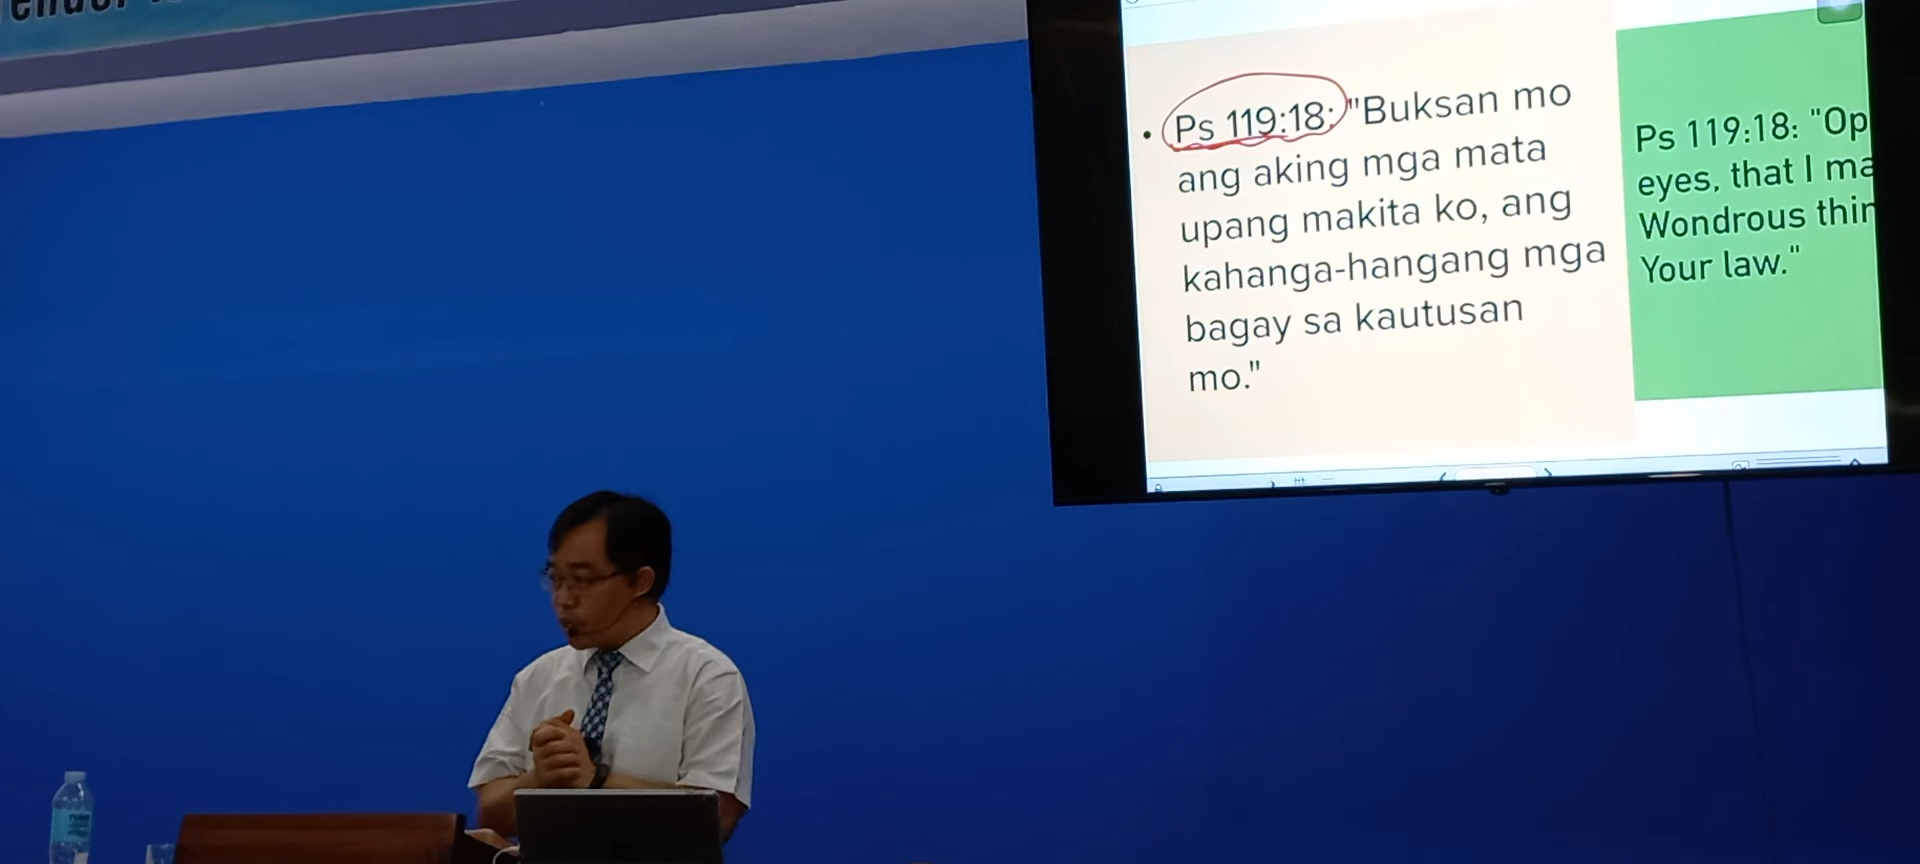 Ps 119:18: "Buksan mo
ang aking mga mata
upang makita ko, ang
kahanga-hangang mga
bagay sa kautusan
mo."
Ps 119:18: "Op
eyes, that I ma
Wondrous thin
Your law."